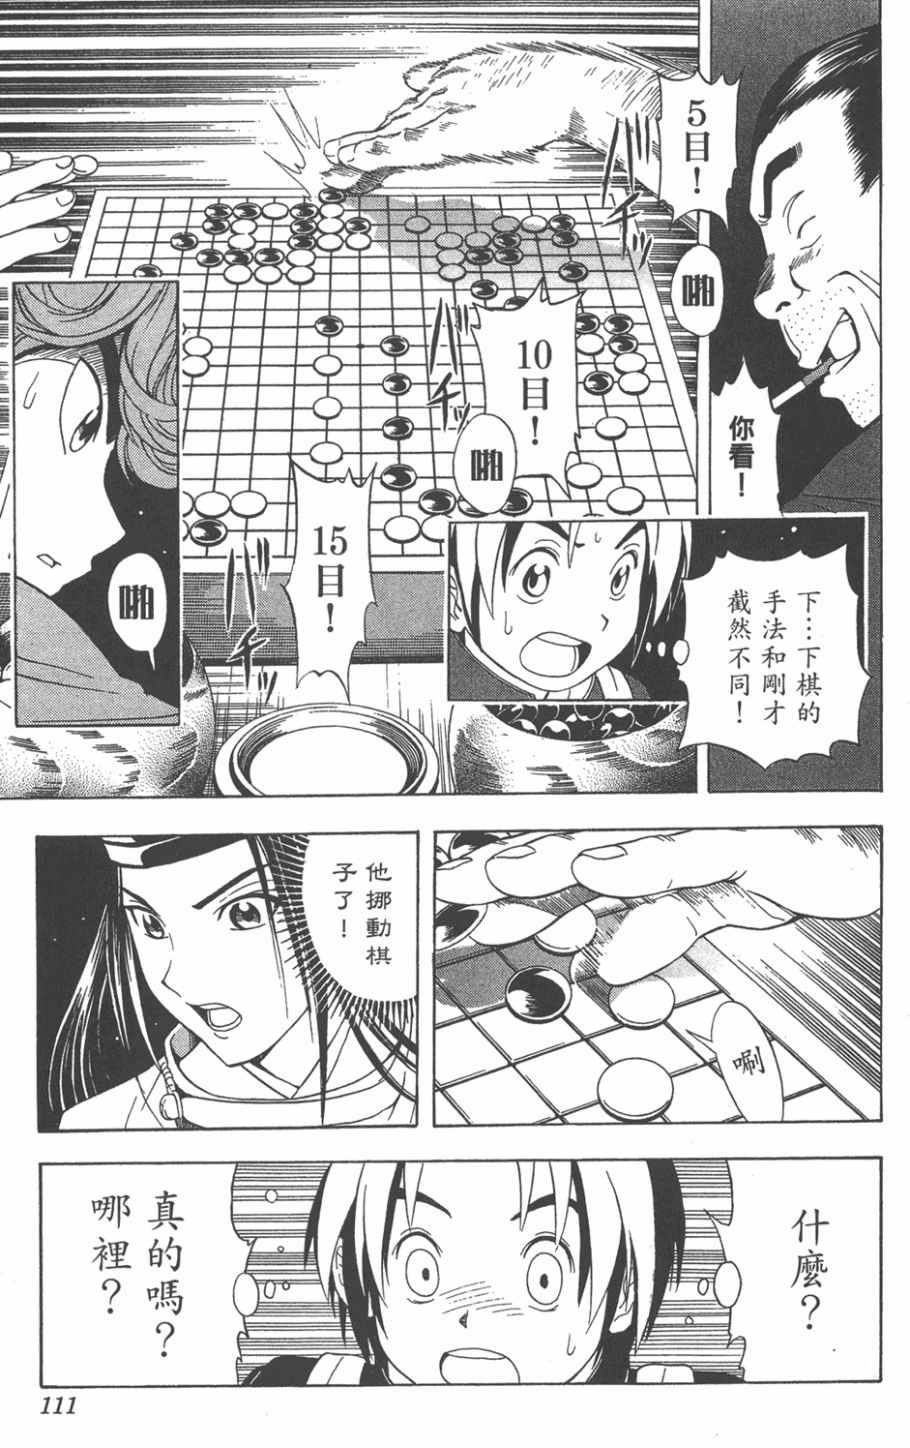 5目！
啪
你看！
10目！
啪
15目！
啪
下…下棋的
手法和剛才
截然不同！
唰
他挪動棋
子了！
什麼？
真的嗎？
哪裡？
111